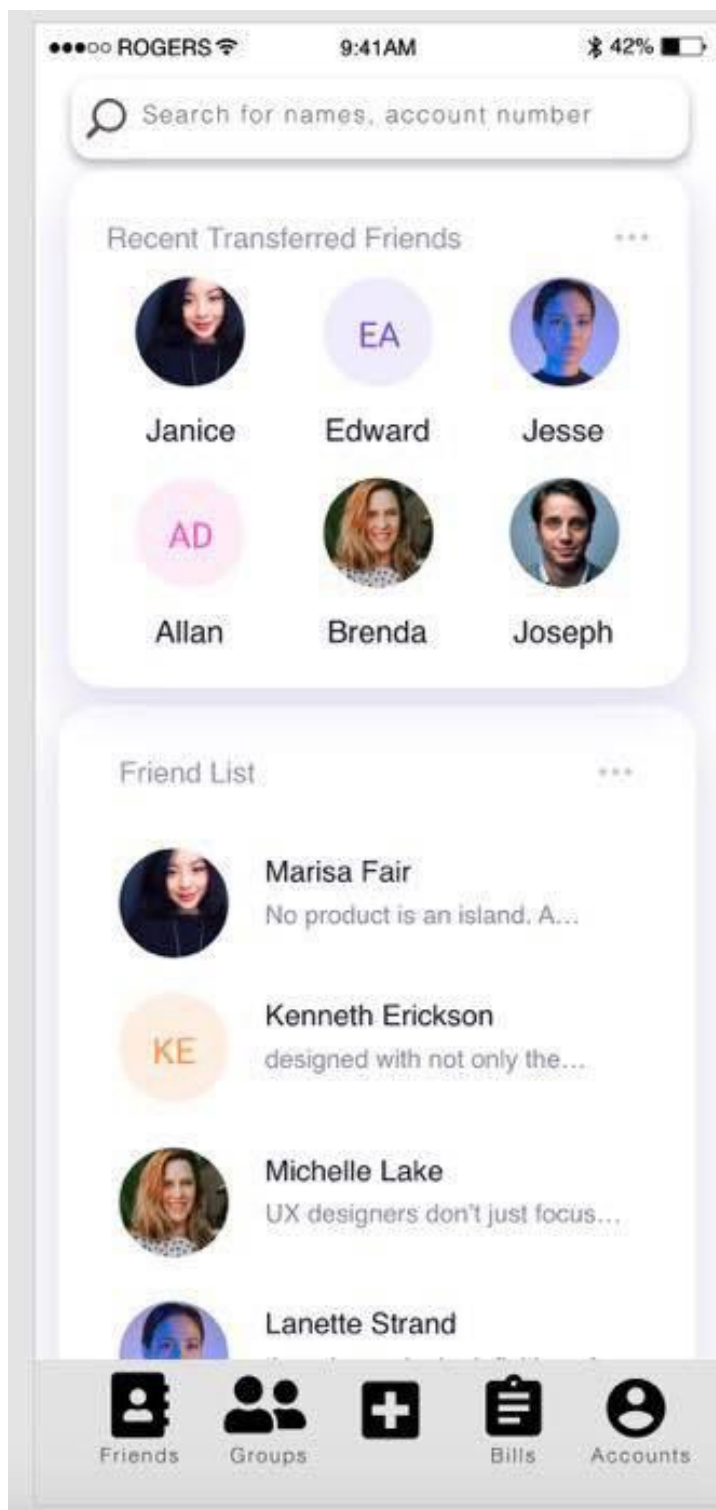 ROGERS 9:41AM 42%
Search for names, account number
Recent Transferred Friends
EA
Janice Edward Jesse
AD
Allan Brenda Joseph
Friend List
Marisa Fair
No product is an island. A...
KE
Kenneth Erickson
designed with not only the...
Michelle Lake
UX designers don't just focus...
Lanette Strand
Friends Groups Bills Accounts